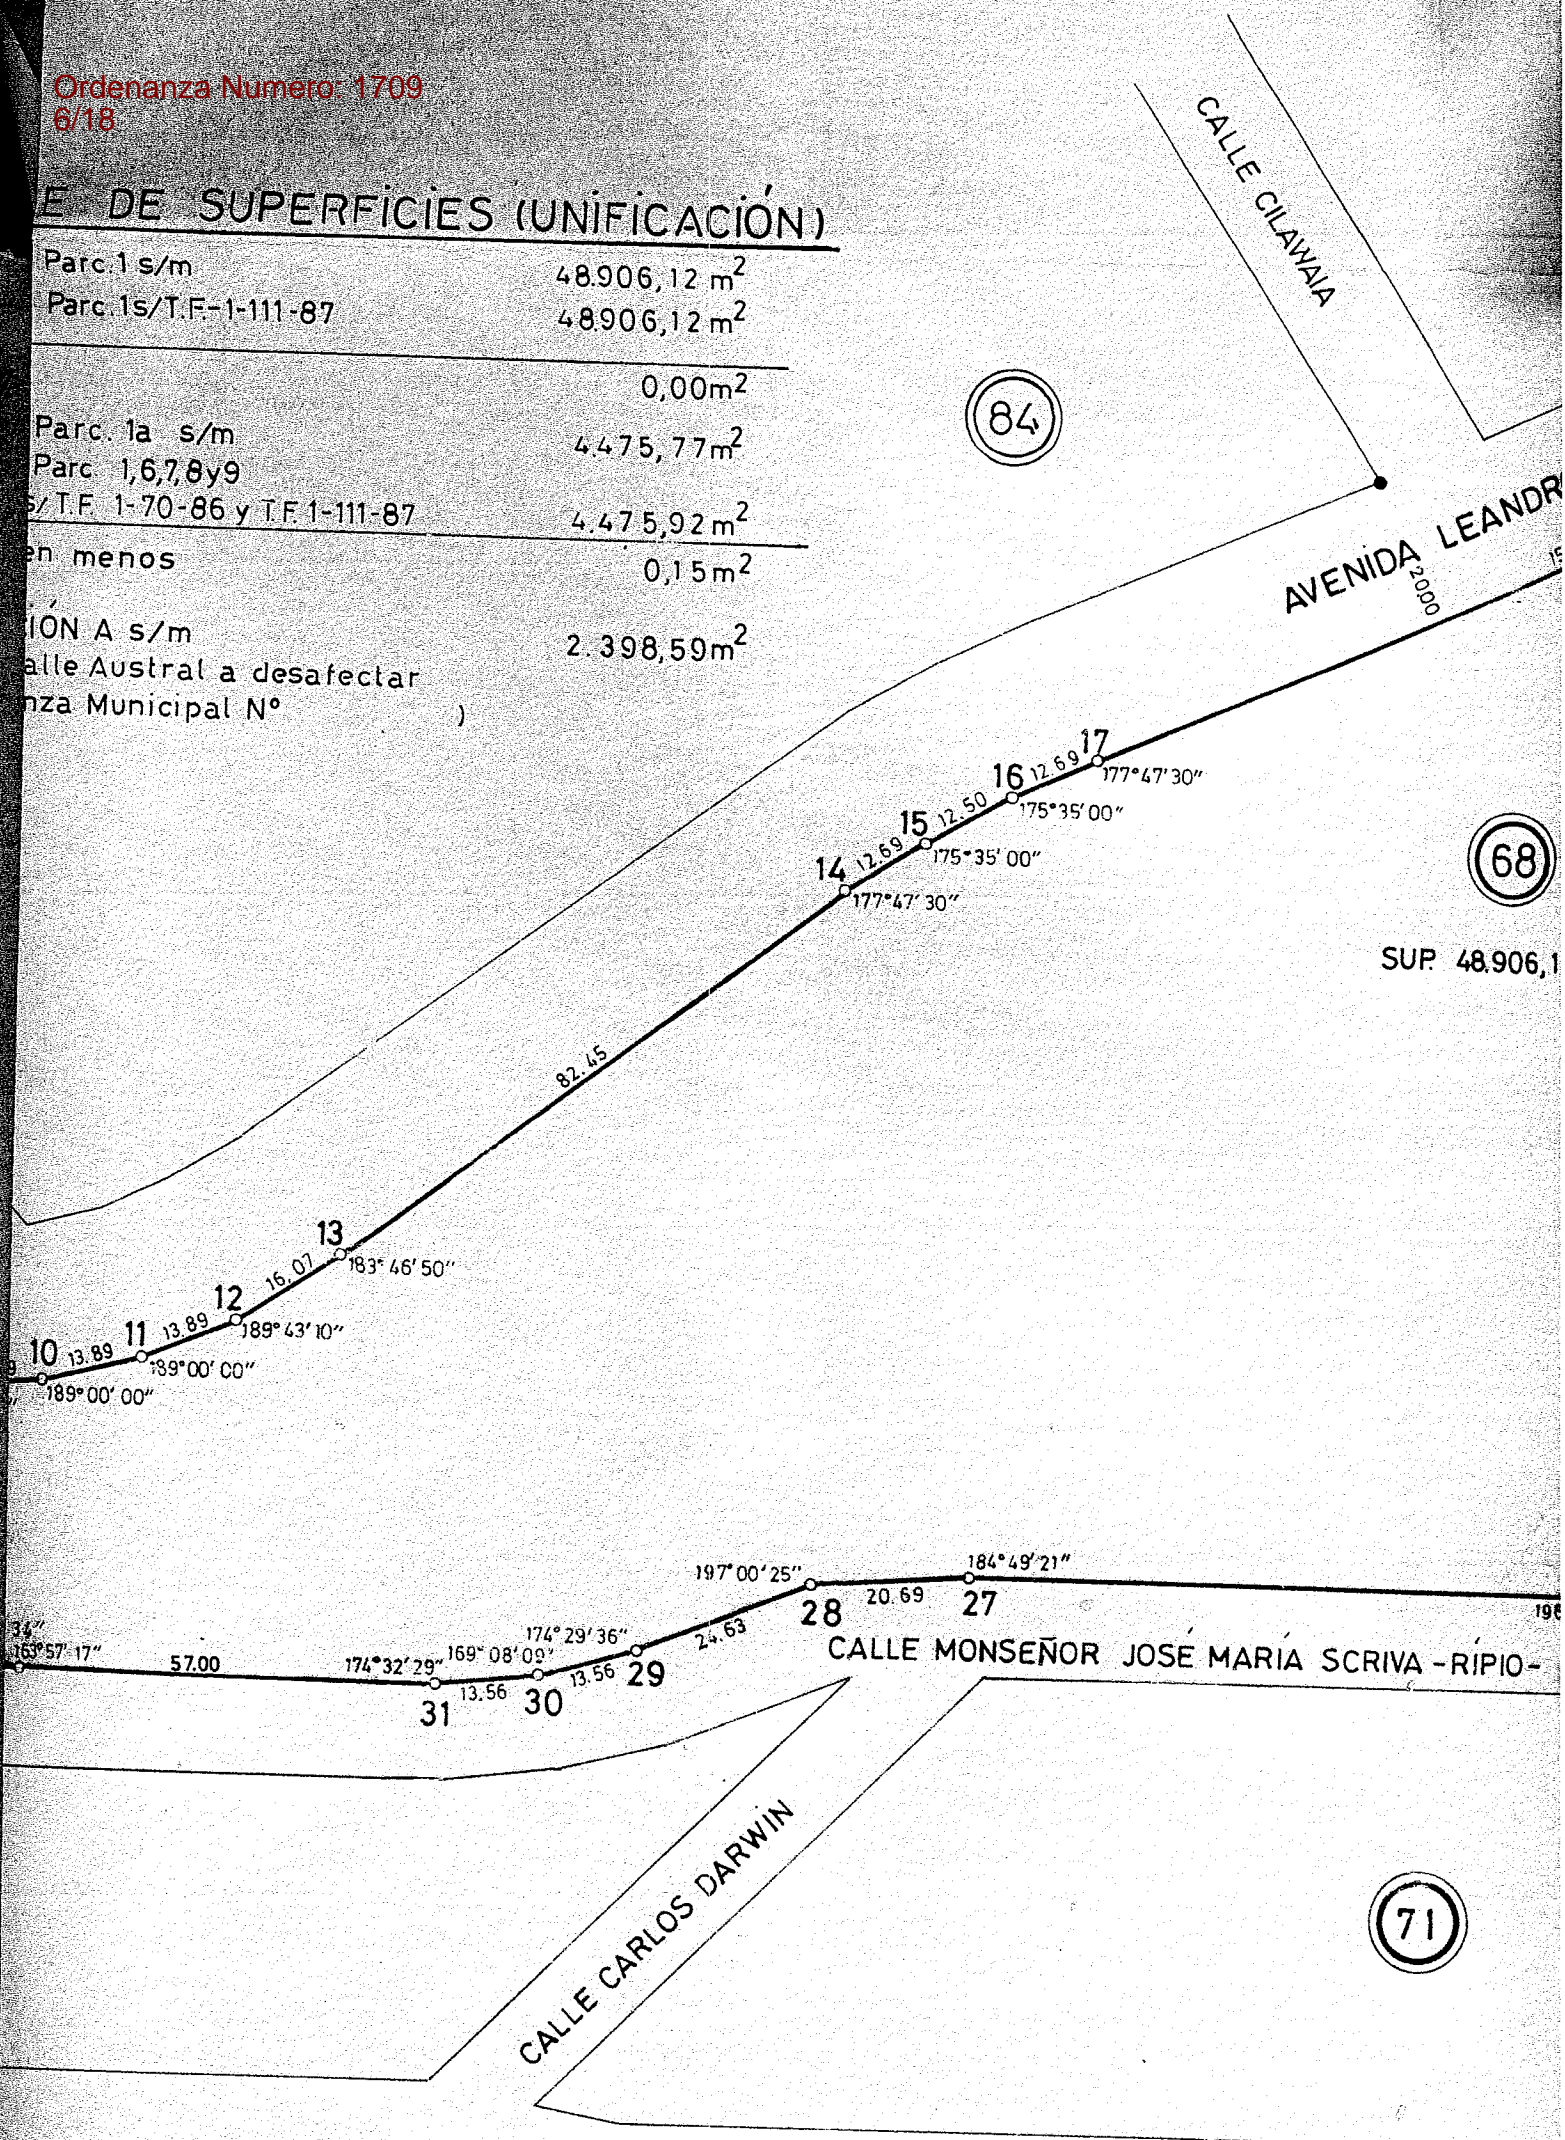 Ordenanza Numero: 1709
6/18
E DE SUPERFICIES (UNIFICACIÓN)
Parc.1 s/m 48.906,12 m²
Parc.1s/T.F.-1-111-87 48.906,12 m²
0,00m²
Parc. 1a s/m 4.475,77m²
Parc 1,6,7,8y9
s/T.F. 1-70-86 y T.F. 1-111-87 4.475,92 m²
en menos 0,15m²
IÓN A s/m 2.398,59m²
alle Austral a desafectar
nza Municipal Nº )
CALLE CILAWAIA
84
AVENIDA LEANDR
2000
15
17
177°47'30"
12.69
16
175°35'00"
12.50
15
175°35'00"
12.69
14
177°47'30"
68
SUP. 48.906,1
82.45
13
183°46'50"
16.07
12
189°43'10"
13.89
11
189°00'00"
13.89
10
189°00'00"
9
184°49'21"
197°00'25"
20.69
27
28
24.63
174°29'36"
29
169°08'09"
13.56
30
174°32'29"
13.56
31
57.00
34"
163°57'17"
196
CALLE MONSEÑOR JOSÉ MARÍA SCRIVA -RIPIO-
CALLE CARLOS DARWIN
71